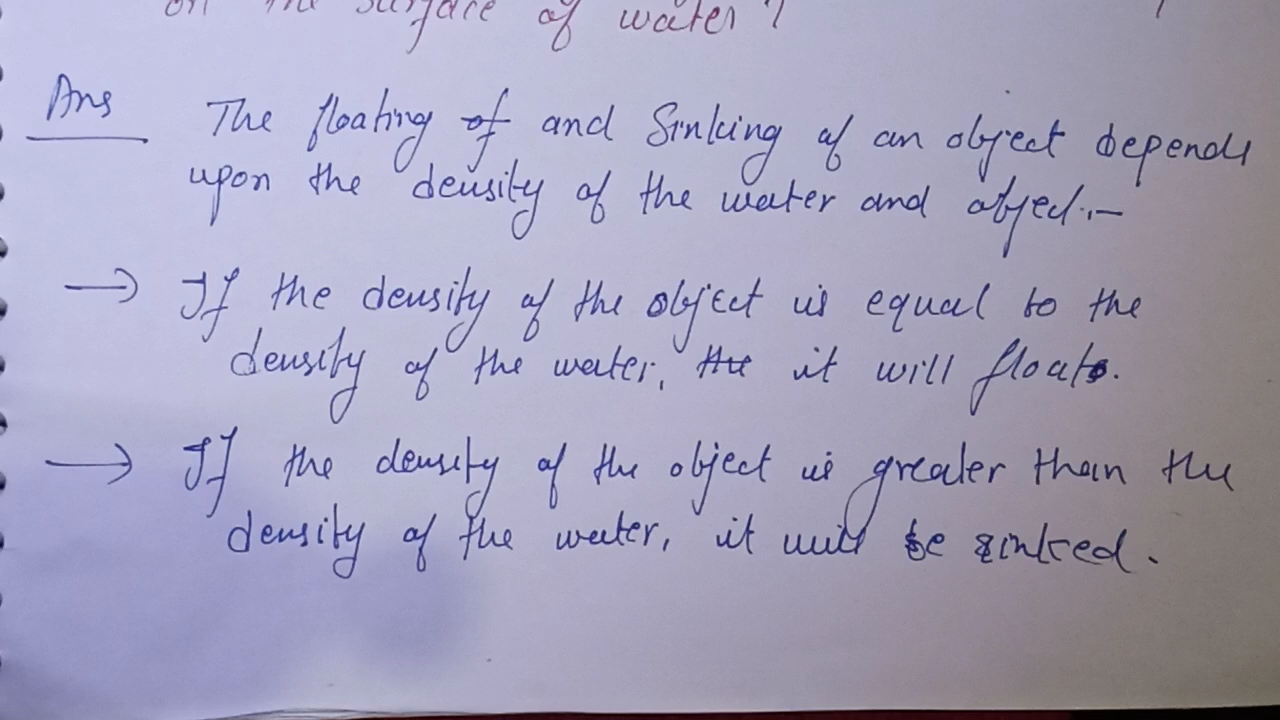 on the surface of water?
Ans The floating of and Sinking of an object depends
upon the density of the water and object.:-
→ If the density of the object is equal to the
density of the water, the it will floats.
→ If the density of the object is greater than the
density of the water, it will be sinked.